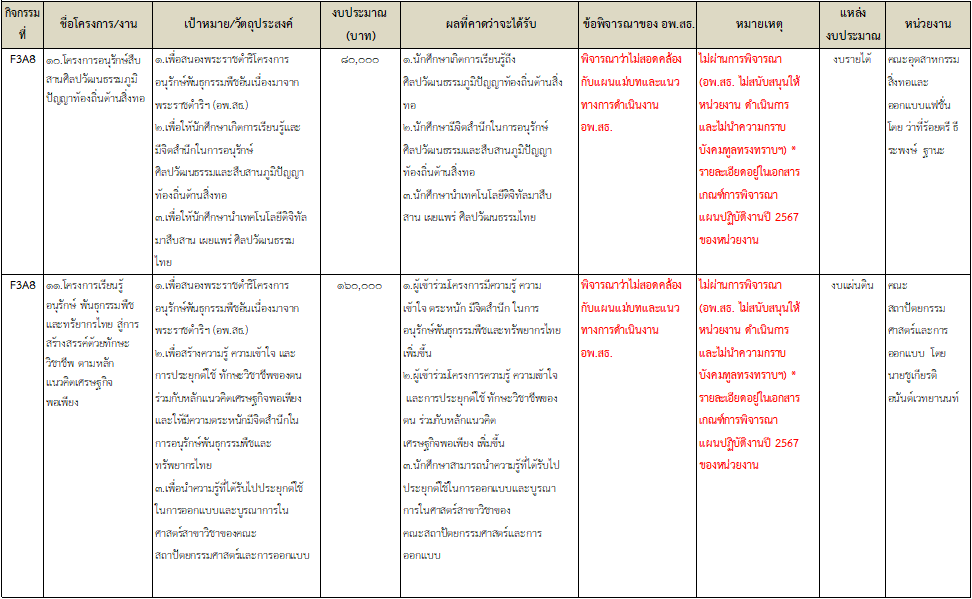 กิจกรรม
ที่
ชื่อโครงการ/งาน
เป้าหมาย/วัตถุประสงค์
งบประมาณ
(บาท)
ผลที่คาดว่าจะได้รับ
ข้อพิจารณาของ อพ.สธ.
หมายเหตุ
แหล่ง
งบประมาณ
หน่วยงาน
F3A8
๑๐.โครงการอนุรักษ์สืบ
สานศิลปวัฒนธรรมภูมิ
ปัญญาท้องถิ่นด้านสิ่งทอ
๑.เพื่อสนองพระราชดำริโครงการ
อนุรักษ์พันธุกรรมพืชอันเนื่องมาจาก
พระราชดำริฯ (อพ.สธ.)
๒.เพื่อให้นักศึกษาเกิดการเรียนรู้และ
มีจิตสำนึกในการอนุรักษ์
ศิลปวัฒนธรรมและสืบสานภูมิปัญญา
ท้องถิ่นด้านสิ่งทอ
๓.เพื่อให้นักศึกษานำเทคโนโลยีดิจิทัล
มาสืบสาน เผยแพร่ ศิลปวัฒนธรรม
ไทย
๘๐,๐๐๐
๑.นักศึกษาเกิดการเรียนรู้ถึง
ศิลปวัฒนธรรมภูมิปัญญาท้องถิ่นด้านสิ่ง
ทอ
๒.นักศึกษามีจิตสำนึกในการอนุรักษ์
ศิลปวัฒนธรรมและสืบสานภูมิปัญญา
ท้องถิ่นด้านสิ่งทอ
๓.นักศึกษานำเทคโนโลยีดิจิทัลมาสืบ
สาน เผยแพร่ ศิลปวัฒนธรรมไทย
พิจารณาว่าไม่สอดคล้อง
กับแผนแม่บทและแนว
ทางการดำเนินงาน
อพ.สธ.
ไม่ผ่านการพิจารณา
(อพ.สธ. ไม่สนับสนุนให้
หน่วยงาน ดำเนินการ
และไม่นำความกราบ
บังคมทูลทรงทราบฯ) *
รายละเอียดอยู่ในเอกสาร
เกณฑ์การพิจารณา
แผนปฏิบัติงานปี 2567
ของหน่วยงาน
งบรายได้
คณะอุตสาหกรรม
สิ่งทอและ
ออกแบบแฟชั่น
โดย ว่าที่ร้อยตรี ธี
ระพงษ์ ฐานะ
F3A8
๑๑.โครงการเรียนรู้
อนุรักษ์ พันธุกรรมพืช
และทรัพยากรไทย สู่การ
สร้างสรรค์ด้วยทักษะ
วิชาชีพ ตามหลัก
แนวคิดเศรษฐกิจ
พอเพียง
๑.เพื่อสนองพระราชดำริโครงการ
อนุรักษ์พันธุกรรมพืชอันเนื่องมาจาก
พระราชดำริฯ (อพ.สธ.)
๒.เพื่อสร้างความรู้ ความเข้าใจ และ
การประยุกต์ใช้ ทักษะวิชาชีพของตน
ร่วมกับหลักแนวคิดเศรษฐกิจพอเพียง
และให้มีความตระหนักมีจิตสำนึกใน
การอนุรักษ์พันธุกรรมพืชและ
ทรัพยากรไทย
๓.เพื่อนำความรู้ที่ได้รับไปประยุกต์ใช้
ในการออกแบบและบูรณาการใน
ศาสตร์สาขาวิชาของคณะ
สถาปัตยกรรมศาสตร์และการออกแบบ
๑๖๐,๐๐๐
๑.ผู้เข้าร่วมโครงการมีความรู้ ความ
เข้าใจ ตระหนัก มีจิตสำนึก ในการ
อนุรักษ์พันธุกรรมพืชและทรัพยากรไทย
เพิ่มขึ้น
๒.ผู้เข้าร่วมโครงการความรู้ ความเข้าใจ
และการประยุกต์ใช้ ทักษะวิชาชีพของ
ตน ร่วมกับหลักแนวคิด
เศรษฐกิจพอเพียง เพิ่มขึ้น
๓.นักศึกษาสามารถนำความรู้ที่ได้รับไป
ประยุกต์ใช้ในการออกแบบและบูรณา
การในศาสตร์สาขาวิชาของ
คณะสถาปัตยกรรมศาสตร์และการ
ออกแบบ
พิจารณาว่าไม่สอดคล้อง
กับแผนแม่บทและแนว
ทางการดำเนินงาน
อพ.สธ.
ไม่ผ่านการพิจารณา
(อพ.สธ. ไม่สนับสนุนให้
หน่วยงาน ดำเนินการ
และไม่นำความกราบ
บังคมทูลทรงทราบฯ) *
รายละเอียดอยู่ในเอกสาร
เกณฑ์การพิจารณา
แผนปฏิบัติงานปี 2567
ของหน่วยงาน
งบแผ่นดิน
คณะ
สถาปัตยกรรม
ศาสตร์และการ
ออกแบบ โดย
นายชูเกียรติ
อนันต์เวทยานนท์